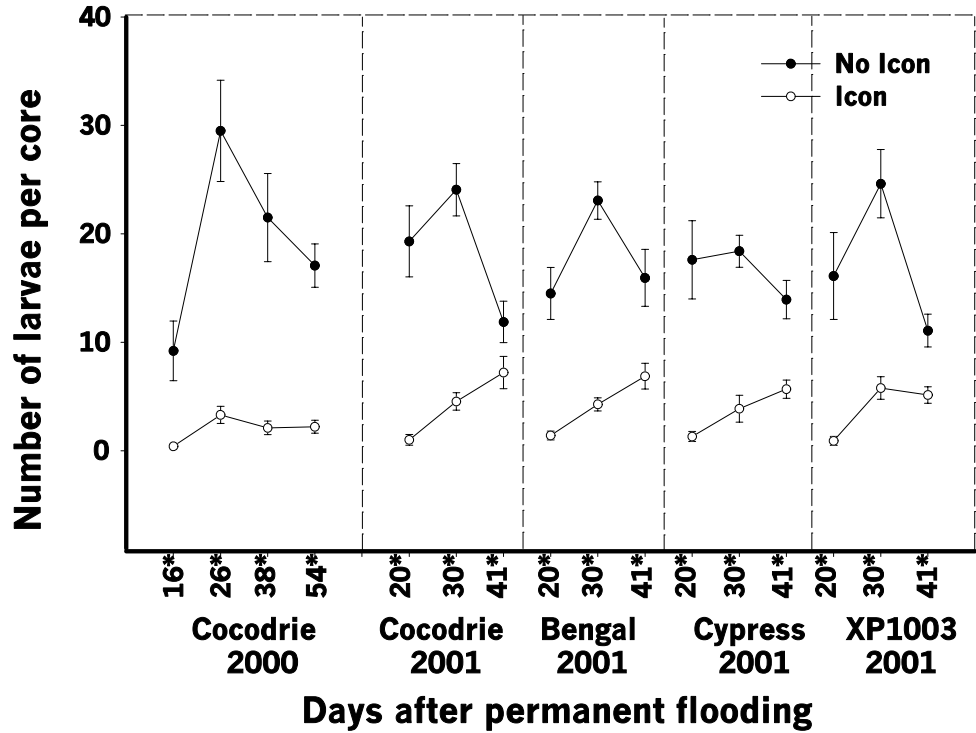 Number of larvae per core
40
30
20
10
0
No Icon
Icon
16* 26* 38* 54* 20* 30* 41* 20* 30* 41* 20* 30* 41* 20* 30* 41*
Cocodrie Cocodrie Bengal Cypress XP1003
2000 2001 2001 2001 2001
Days after permanent flooding